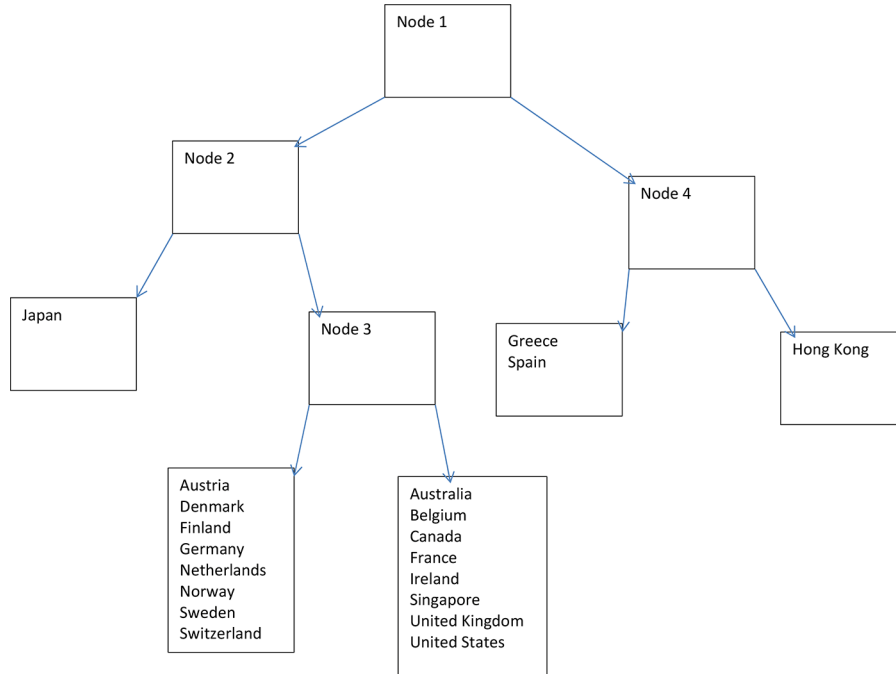 Node 1
Node 2
Node 4
Japan
Node 3
Greece
Spain
Hong Kong
Austria
Denmark
Finland
Germany
Netherlands
Norway
Sweden
Switzerland
Australia
Belgium
Canada
France
Ireland
Singapore
United Kingdom
United States